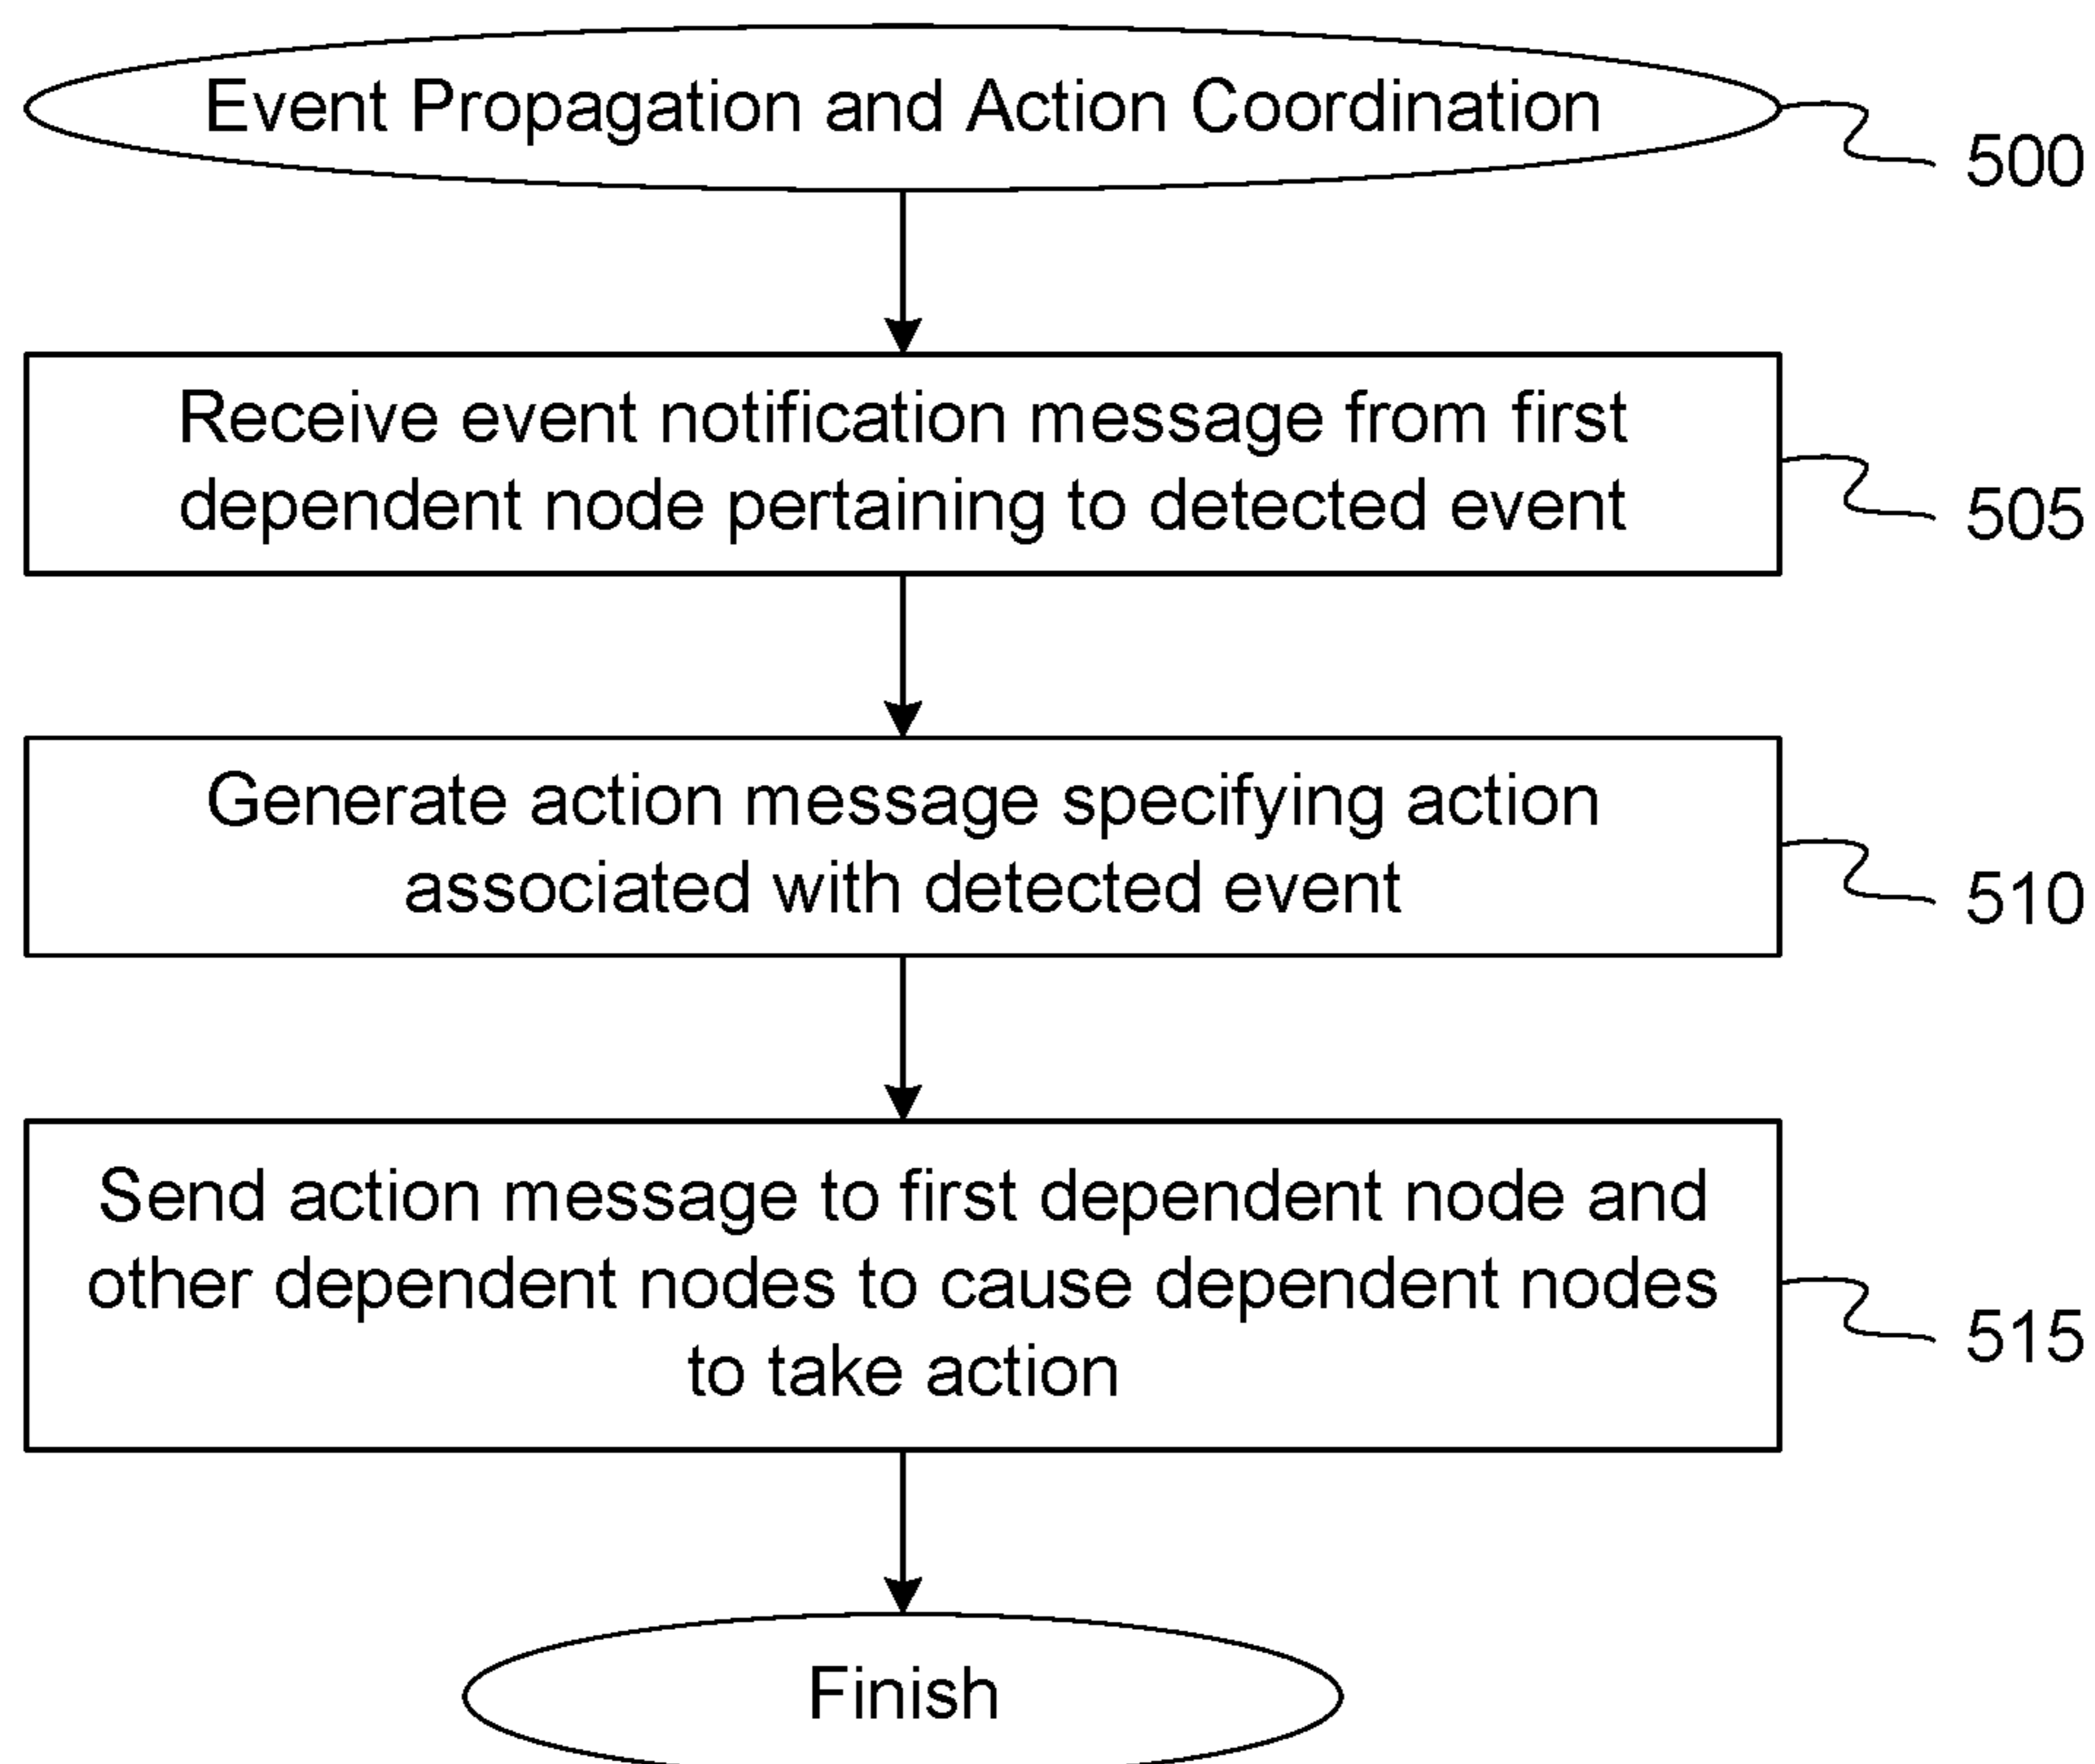 Event Propagation and Action Coordination
500
Receive event notification message from first
dependent node pertaining to detected event
505
Generate action message specifying action
associated with detected event
510
Send action message to first dependent node and
other dependent nodes to cause dependent nodes
to take action
515
Finish